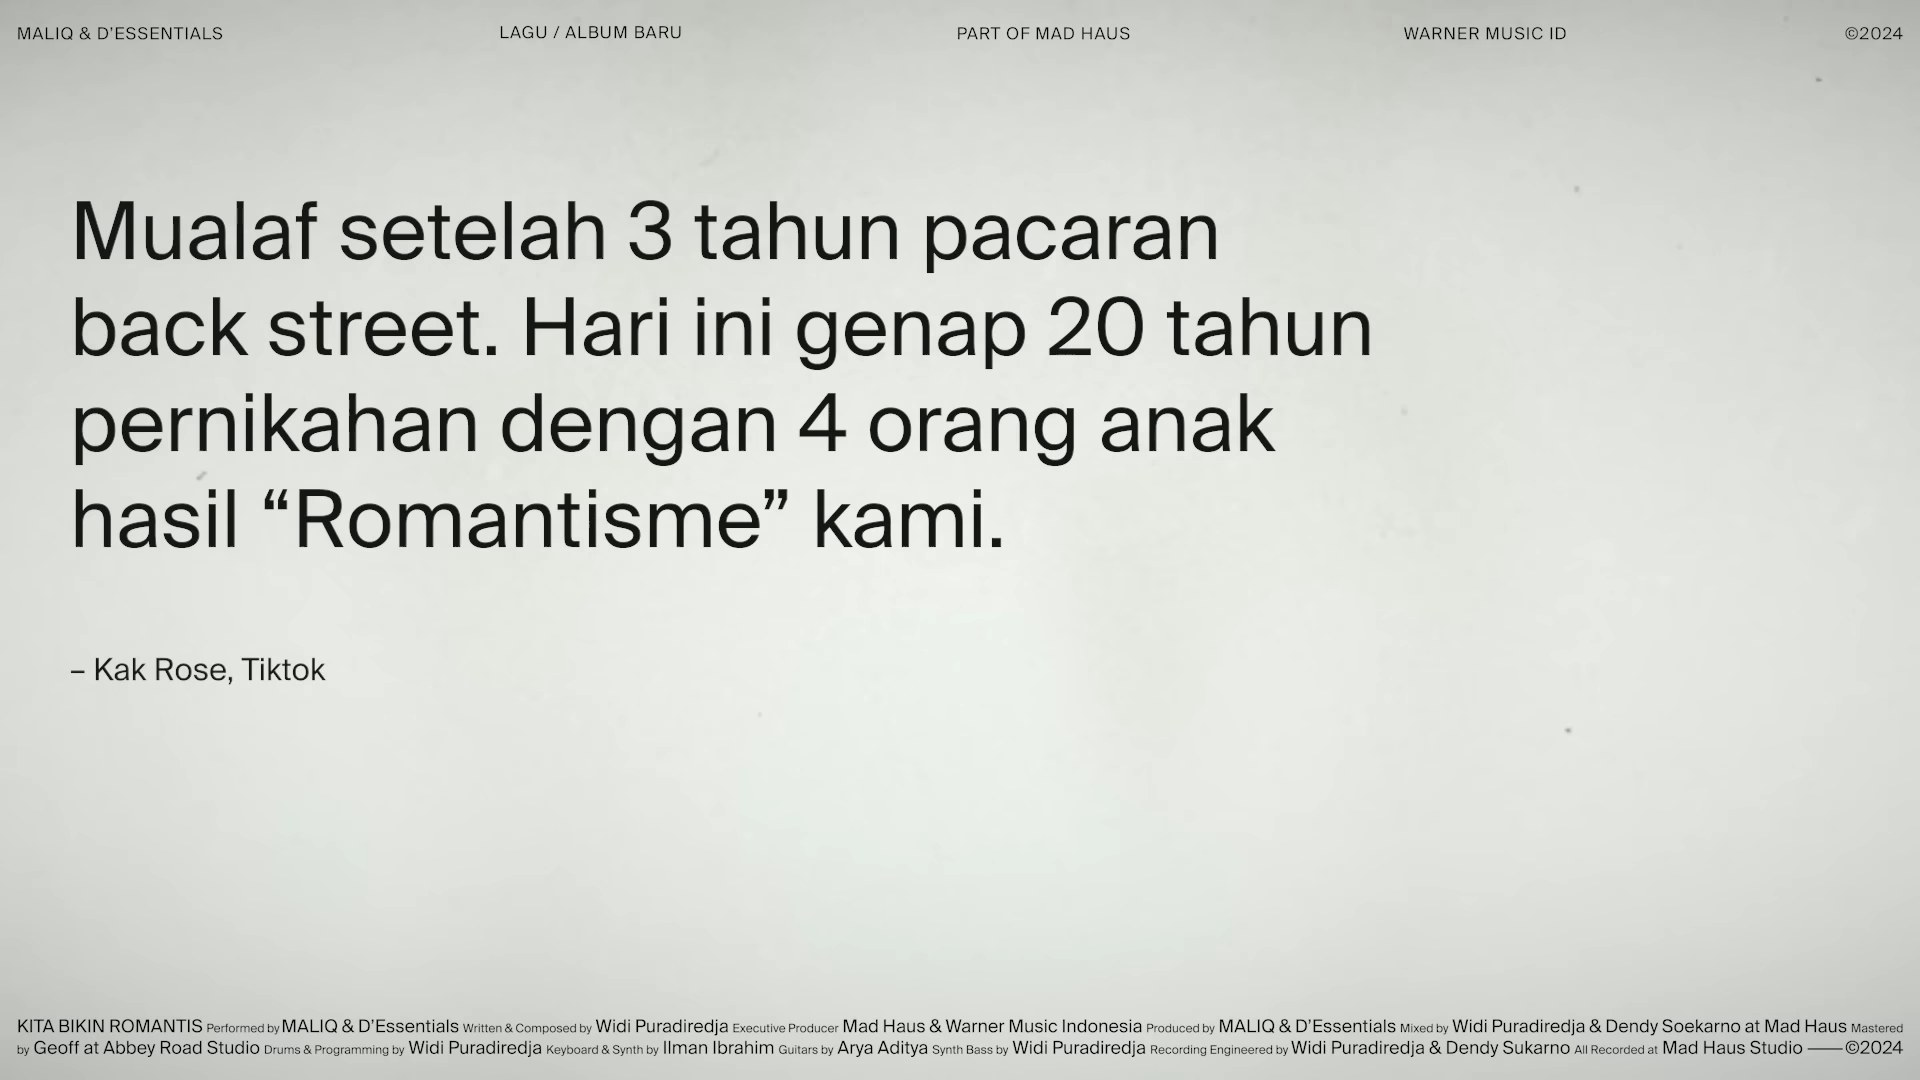 MALIQ & D'ESSENTIALS
LAGU / ALBUM BARU
PART OF MAD HAUS
WARNER MUSIC ID
©2024
Mualaf setelah 3 tahun pacaran
back street. Hari ini genap 20 tahun
pernikahan dengan 4 orang anak
hasil “Romantisme” kami.
– Kak Rose, Tiktok
KITA BIKIN ROMANTIS Performed by MALIQ & D'Essentials Written & Composed by Widi Puradiredja Executive Producer Mad Haus & Warner Music Indonesia Produced by MALIQ & D'Essentials Mixed by Widi Puradiredja & Dendy Soekarno at Mad Haus Mastered
by Geoff at Abbey Road Studio Drums & Programming by Widi Puradiredja Keyboard & Synth by Ilman Ibrahim Guitars by Arya Aditya Synth Bass by Widi Puradiredja Recording Engineered by Widi Puradiredja & Dendy Sukarno All Recorded at Mad Haus Studio ——©2024